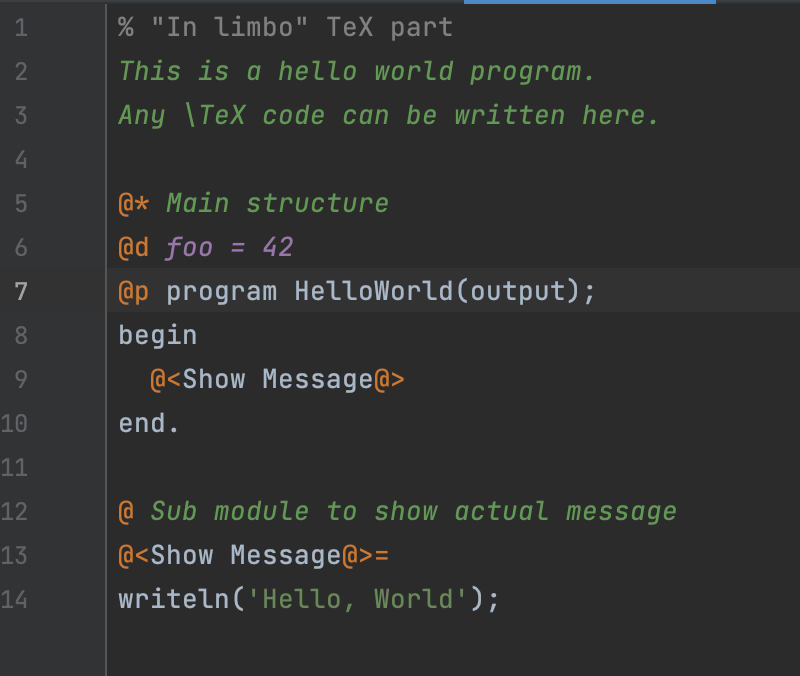 1 % "In limbo" TeX part
2 This is a hello world program.
3 Any \TeX code can be written here.
4
5 @* Main structure
6 @d foo = 42
7 @p program HelloWorld(output);
8 begin
9   @<Show Message@>
10 end.
11
12 @ Sub module to show actual message
13 @<Show Message@>=
14 writeln('Hello, World');